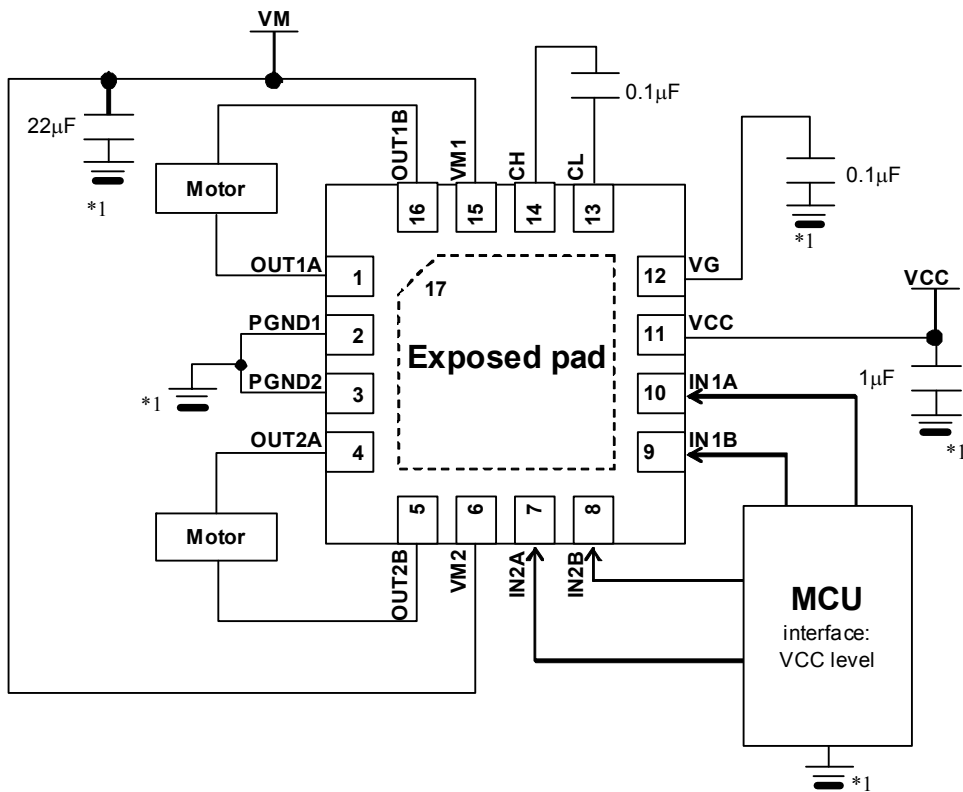 VM
22μF
*1
Motor
OUT1B
VM1
CH
CL
0.1μF
0.1μF
*1
16
15
14
13
OUT1A
1
12
VG
17
VCC
PGND1
2
Exposed pad
11
VCC
*1
PGND2
3
10
IN1A
1μF
*1
OUT2A
4
9
IN1B
Motor
5
6
7
8
OUT2B
VM2
IN2A
IN2B
MCU
interface:
VCC level
*1